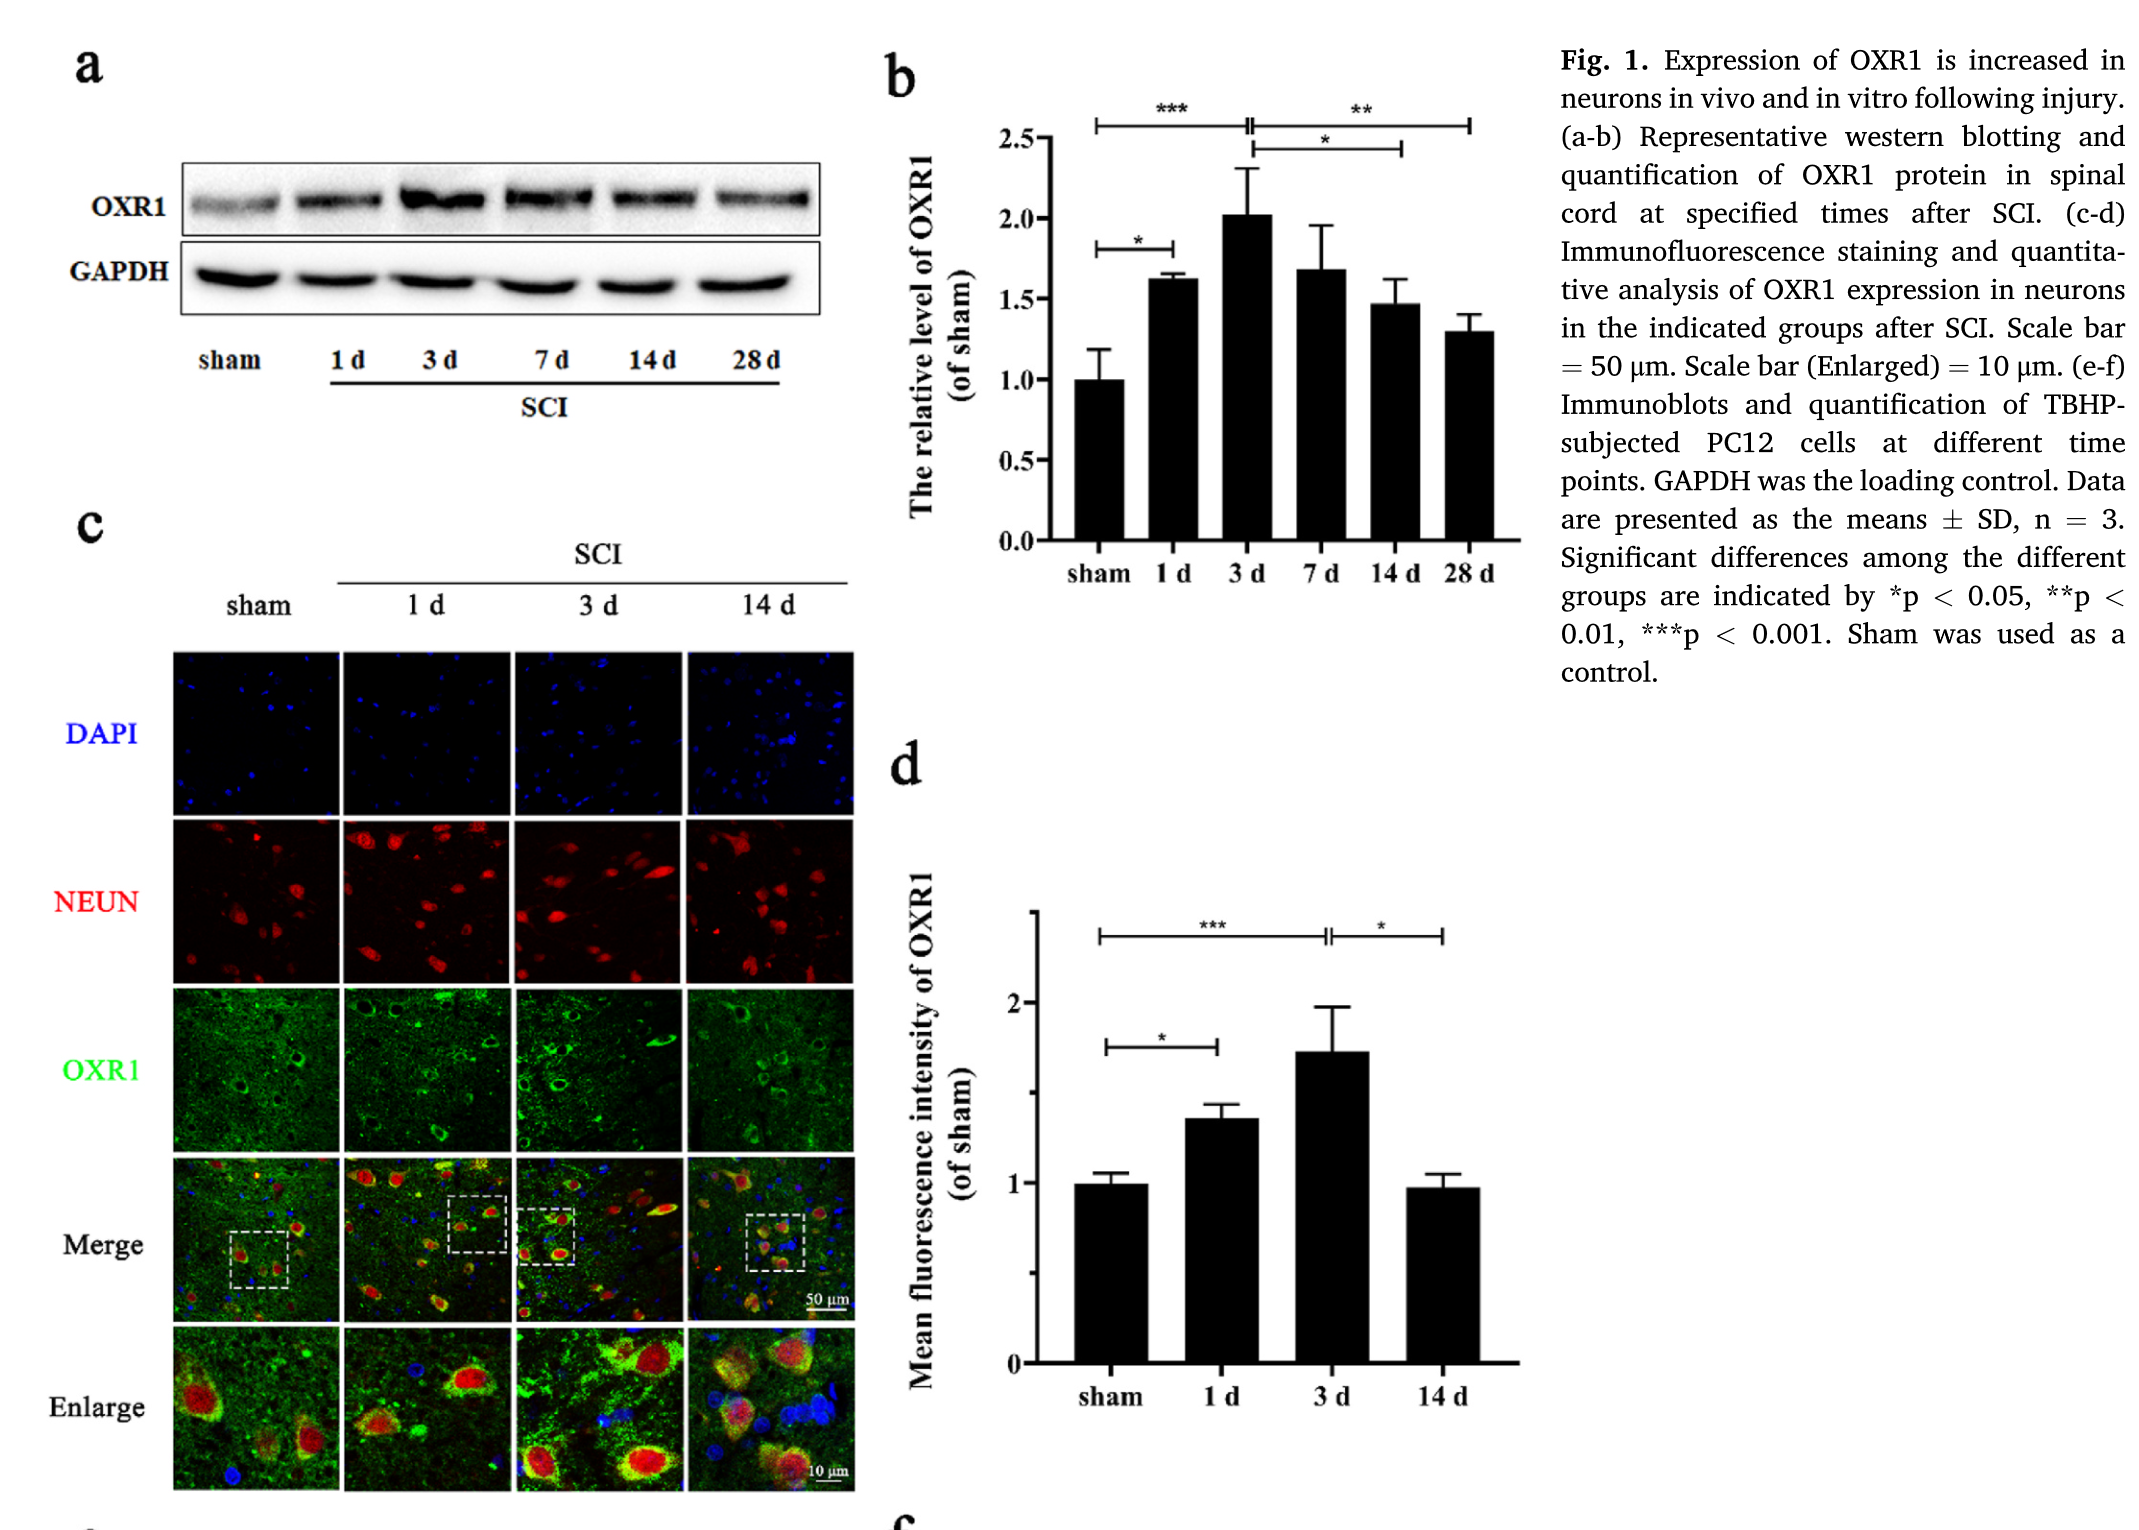 a
OXR1
GAPDH
sham 1 d 3 d 7 d 14 d 28 d
SCI
b
The relative level of OXR1
(of sham)
2.5
2.0
1.5
1.0
0.5
0.0
***
**
*
*
sham 1 d 3 d 7 d 14 d 28 d
Fig. 1. Expression of OXR1 is increased in
neurons in vivo and in vitro following injury.
(a-b) Representative western blotting and
quantification of OXR1 protein in spinal
cord at specified times after SCI. (c-d)
Immunofluorescence staining and quantita-
tive analysis of OXR1 expression in neurons
in the indicated groups after SCI. Scale bar
= 50 μm. Scale bar (Enlarged) = 10 μm. (e-f)
Immunoblots and quantification of TBHP-
subjected PC12 cells at different time
points. GAPDH was the loading control. Data
are presented as the means ± SD, n = 3.
Significant differences among the different
groups are indicated by *p < 0.05, **p <
0.01, ***p < 0.001. Sham was used as a
control.
c
SCI
sham 1 d 3 d 14 d
DAPI
NEUN
OXR1
Merge
50 μm
Enlarge
10 μm
d
Mean fluorescence intensity of OXR1
(of sham)
2
1
0
***
*
*
sham 1 d 3 d 14 d